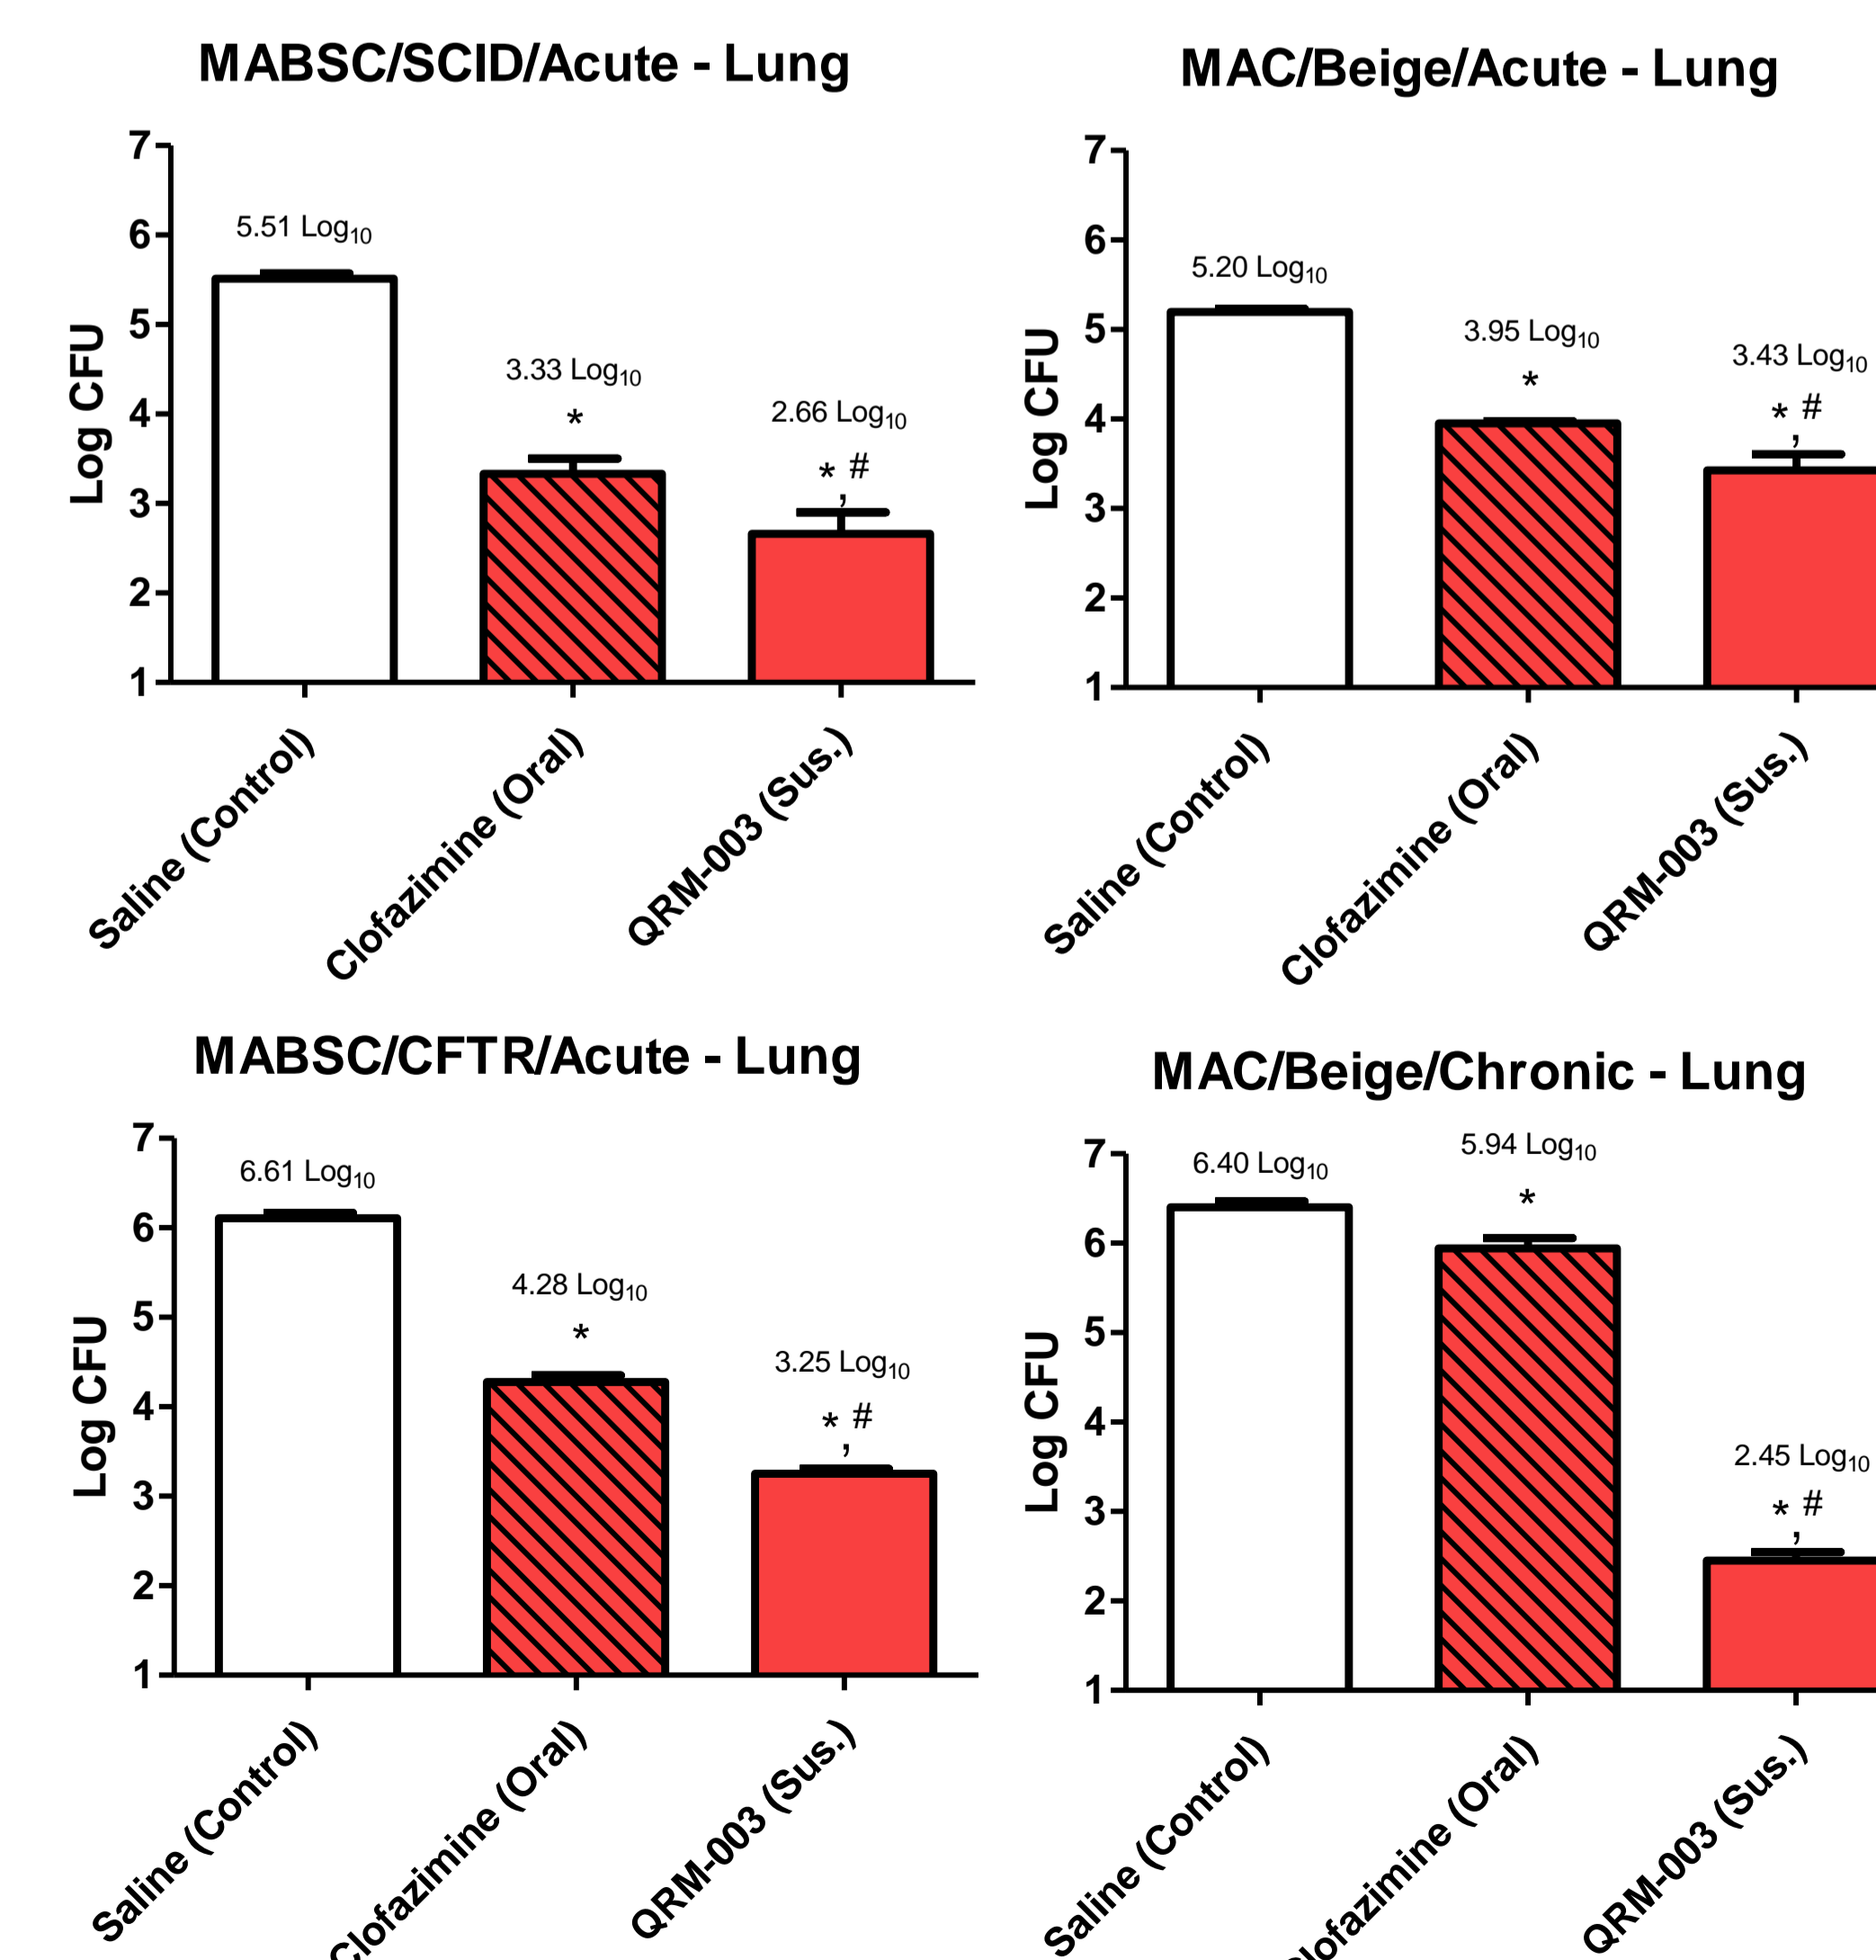 MABSC/SCID/Acute - Lung
Log CFU
7
6
5
4
3
2
1
5.51 Log10
3.33 Log10
*
2.66 Log10
*, #
Saline (Control)
Clofazimine (Oral)
QRM-003 (Sus.)
MAC/Beige/Acute - Lung
Log CFU
7
6
5
4
3
2
1
5.20 Log10
3.95 Log10
*
3.43 Log10
*, #
Saline (Control)
Clofazimine (Oral)
QRM-003 (Sus.)
MABSC/CFTR/Acute - Lung
Log CFU
7
6
5
4
3
2
1
6.61 Log10
4.28 Log10
*
3.25 Log10
*, #
Saline (Control)
Clofazimine (Oral)
QRM-003 (Sus.)
MAC/Beige/Chronic - Lung
Log CFU
7
6
5
4
3
2
1
6.40 Log10
5.94 Log10
*
2.45 Log10
*, #
Saline (Control)
lofazimine (Oral)
QRM-003 (Sus.)